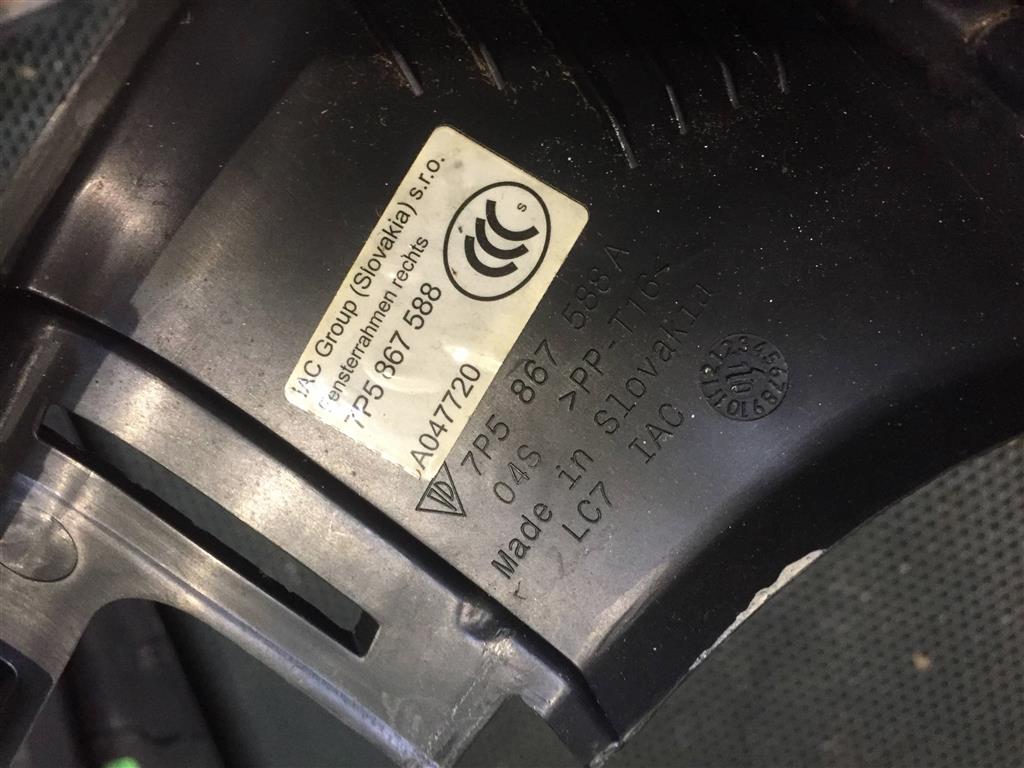 IAC Group (Slovakia) s.r.o.
Fensterrahmen rechts
7P5 867 588
A047720
S
7P5 867 588 A
04S >PP-T16<
Made in Slovakia
LC7 IAC